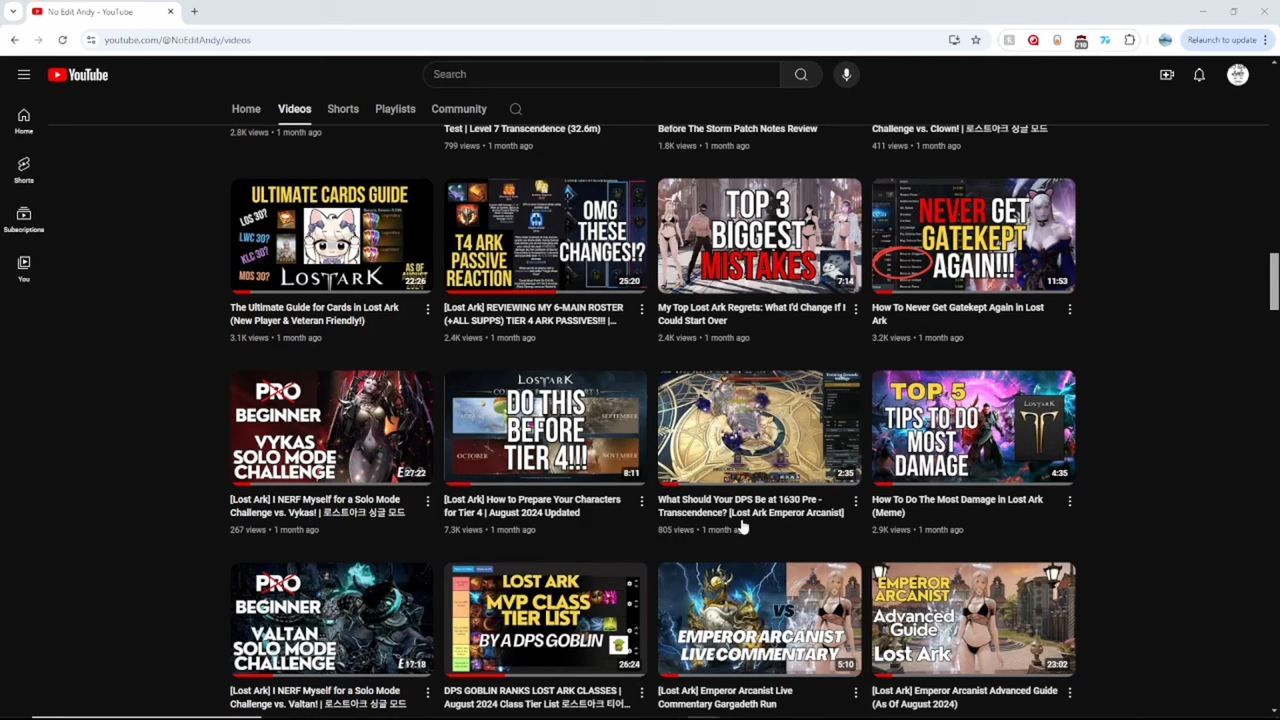 No Edit Andy - YouTube
youtube.com/@NoEditAndy/videos
210
Relaunch to update
YouTube
Search
Home
Videos
Shorts
Playlists
Community
Home
Shorts
Subscriptions
You
2.8K views • 1 month ago
Test | Level 7 Transcendence (32.6m)
799 views • 1 month ago
Before The Storm Patch Notes Review
1.8K views • 1 month ago
Challenge vs. Clown! | 로스트아크 싱글 모드
411 views • 1 month ago
ULTIMATE CARDS GUIDE
LOS 30?
LWC 30?
KLC 30?
MOS 30?
LOSTARK
AS OF
AUGUST
22:26
The Ultimate Guide for Cards in Lost Ark
(New Player & Veteran Friendly!)
3.1K views • 1 month ago
T4 ARK
PASSIVE
REACTION
OMG
THESE
CHANGES!?
25:20
[Lost Ark] REVIEWING MY 6-MAIN ROSTER
(+ALL SUPPS) TIER 4 ARK PASSIVES!!! |...
2.4K views • 1 month ago
TOP 3
BIGGEST
MISTAKES
7:14
My Top Lost Ark Regrets: What I'd Change If I
Could Start Over
2.4K views • 1 month ago
NEVER GET
GATEKEPT
AGAIN!!!
11:53
How To Never Get Gatekept Again in Lost
Ark
3.2K views • 1 month ago
PRO
BEGINNER
VYKAS
SOLO MODE
CHALLENGE
27:22
[Lost Ark] I NERF Myself for a Solo Mode
Challenge vs. Vykas! | 로스트아크 싱글 모드
267 views • 1 month ago
LOSTARK
SEPTEMBER
OCTOBER
NOVEMBER
DO THIS
BEFORE
TIER 4!!!
8:11
[Lost Ark] How to Prepare Your Characters
for Tier 4 | August 2024 Updated
7.3K views • 1 month ago
2:35
What Should Your DPS Be at 1630 Pre -
Transcendence? [Lost Ark Emperor Arcanist]
805 views • 1 month ago
TOP 5
TIPS TO DO
MOST
DAMAGE
LOSTARK
4:35
How To Do The Most Damage in Lost Ark
(Meme)
2.9K views • 1 month ago
PRO
BEGINNER
VALTAN
SOLO MODE
CHALLENGE
17:18
[Lost Ark] I NERF Myself for a Solo Mode
Challenge vs. Valtan! | 로스트아크 싱글 모드
LOST ARK
MVP CLASS
TIER LIST
BY A DPS GOBLIN
26:24
DPS GOBLIN RANKS LOST ARK CLASSES |
August 2024 Class Tier List 로스트아크 티어...
VS
EMPEROR ARCANIST
LIVE COMMENTARY
5:10
[Lost Ark] Emperor Arcanist Live
Commentary Gargadeth Run
EMPEROR
ARCANIST
Advanced
Guide
Lost Ark
23:02
[Lost Ark] Emperor Arcanist Advanced Guide
(As Of August 2024)